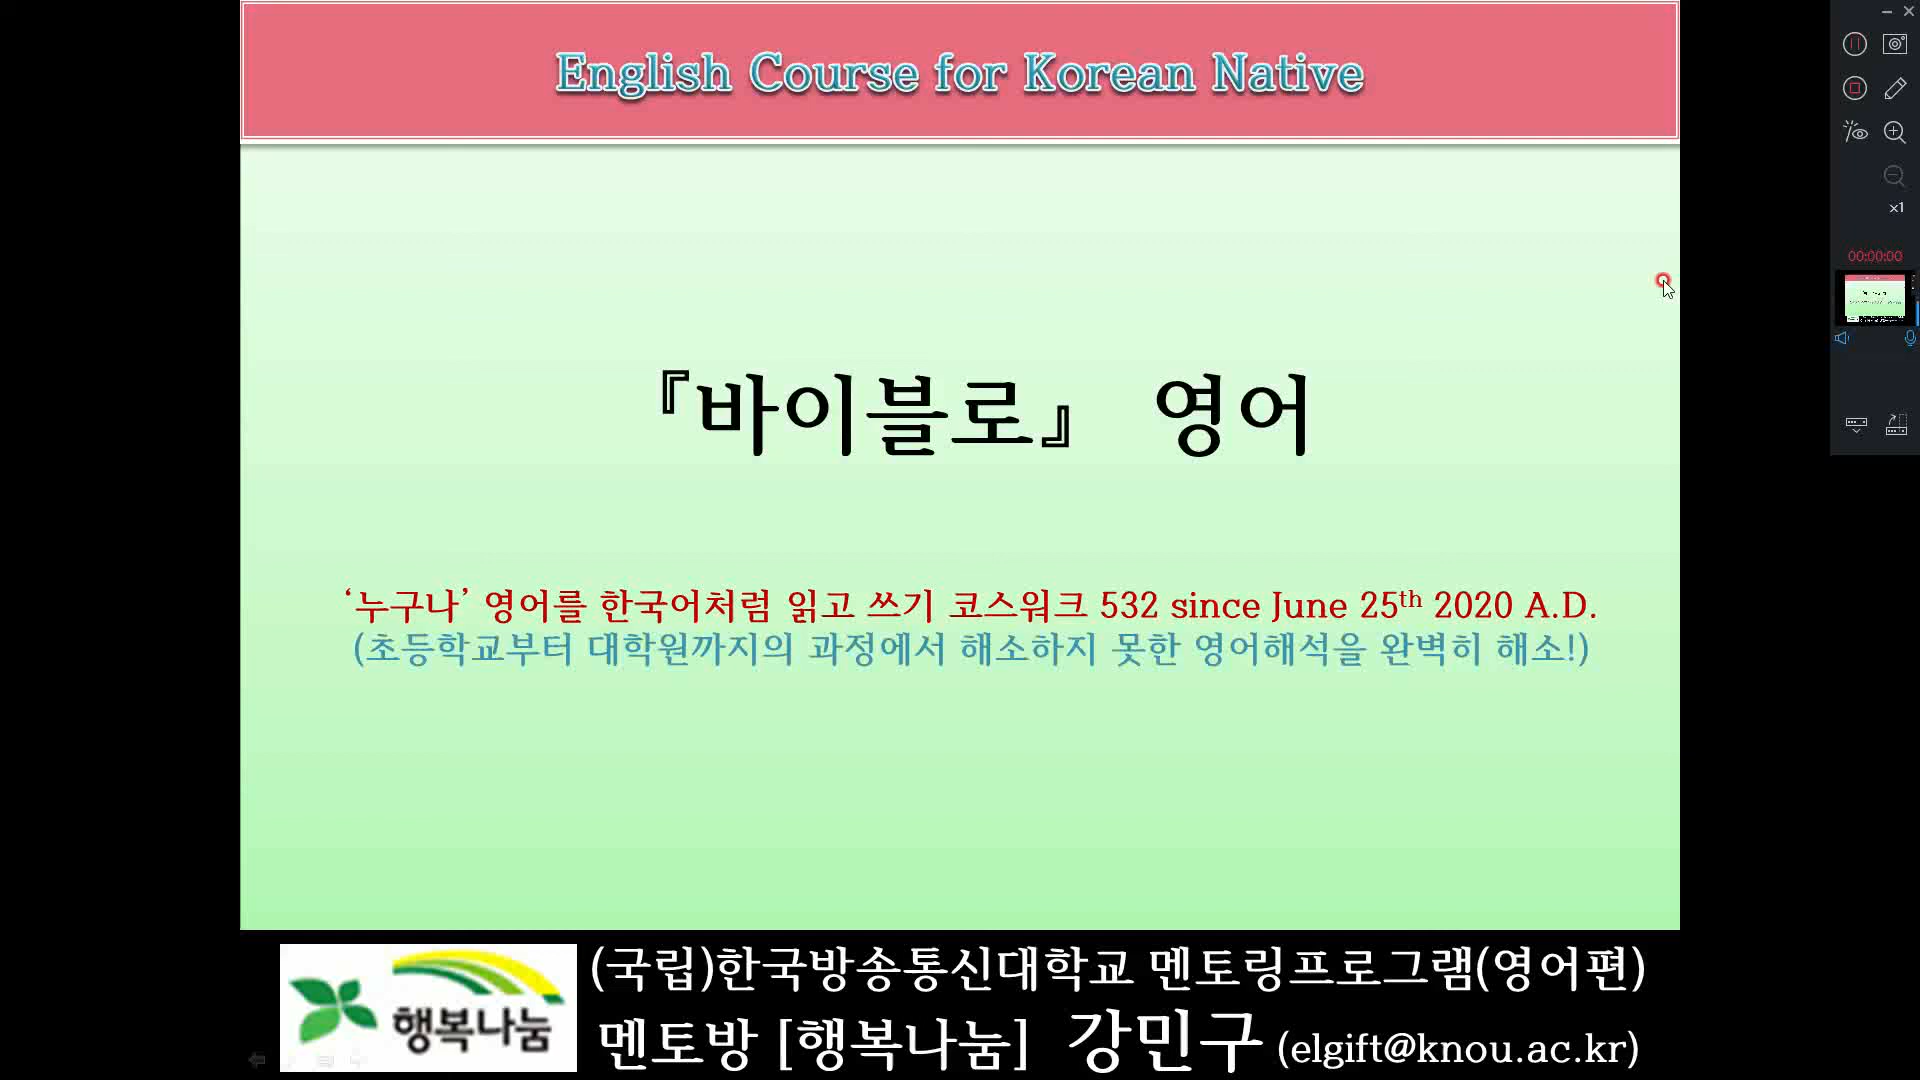 English Course for Korean Native
『바이블로』 영어
‘누구나’ 영어를 한국어처럼 읽고 쓰기 코스워크 532 since June 25th 2020 A.D.
(초등학교부터 대학원까지의 과정에서 해소하지 못한 영어해석을 완벽히 해소!)
행복나눔
(국립)한국방송통신대학교 멘토링프로그램(영어편)
멘토방 [행복나눔] 강민구 (elgift@knou.ac.kr)
x1
00:00:00